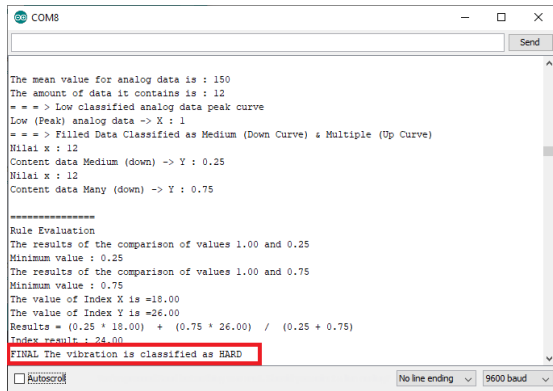 COM8
Send
The mean value for analog data is : 150
The amount of data it contains is : 12
= = = > Low classified analog data peak curve
Low (Peak) analog data -> X : 1
= = = > Filled Data Classified as Medium (Down Curve) & Multiple (Up Curve)
Nilai x : 12
Content data Medium (down) -> Y : 0.25
Nilai x : 12
Content data Many (down) -> Y : 0.75
===============
Rule Evaluation
The results of the comparison of values 1.00 and 0.25
Minimum value : 0.25
The results of the comparison of values 1.00 and 0.75
Minimum value : 0.75
The value of Index X is =18.00
The value of Index Y is =26.00
Results = (0.25 * 18.00)  +  (0.75 * 26.00)  /  (0.25 + 0.75)
Index result : 24.00
FINAL The vibration is classified as HARD
Autoscroll No line ending 9600 baud